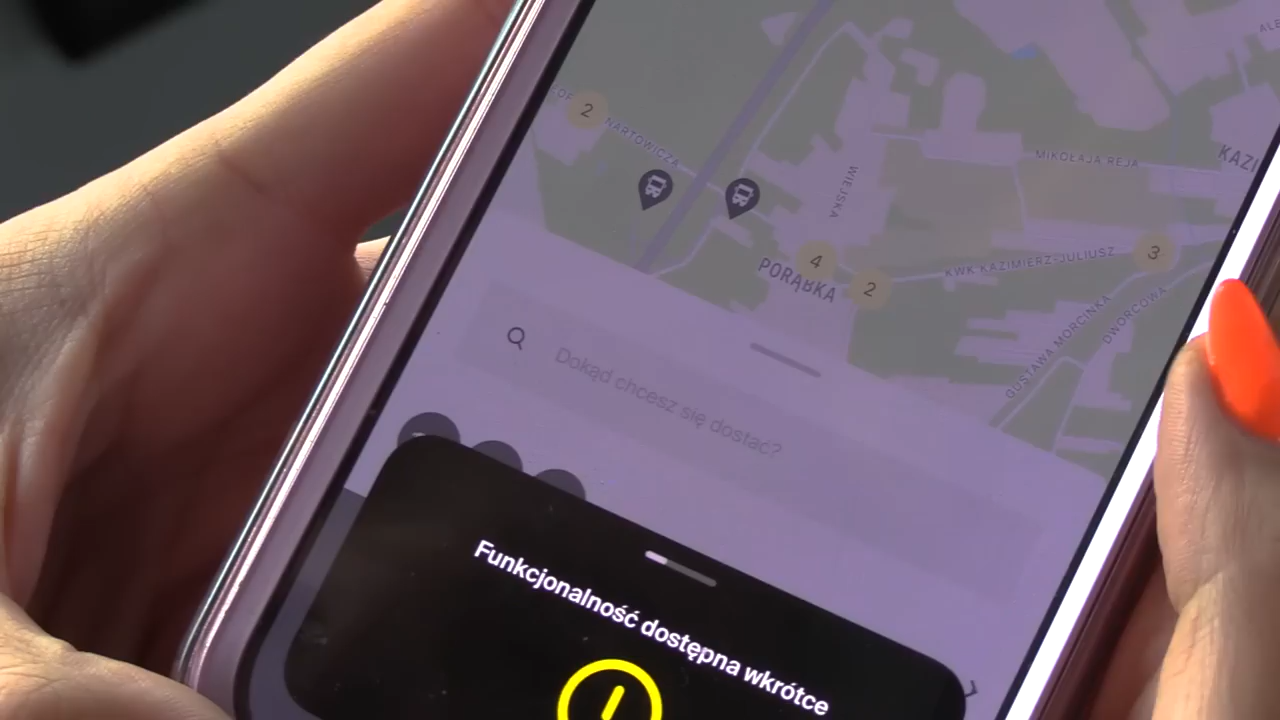 2
NARTOWICZA
MIKOŁAJA REJA
KAZI
WIEJSKA
4
PORĄBKA
2
KWK KAZIMIERZ-JULIUSZ
3
GUSTAWA MORCINKA
DWORCOWA
Dokąd chcesz się dostać?
Funkcjonalność dostępna wkrótce